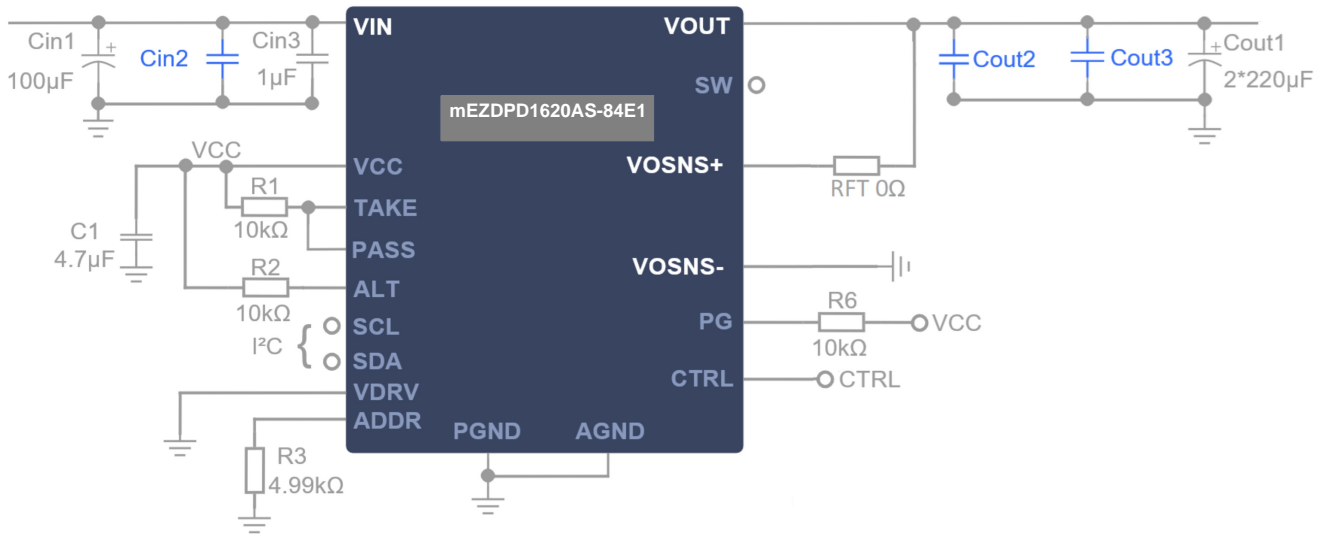 Cin1
100µF
Cin2
Cin3
1µF
VIN
VOUT
Cout2
Cout3
Cout1
2*220µF
SW
mEZDPD1620AS-84E1
VCC
VCC
VOSNS+
RFT 0Ω
R1
10kΩ
TAKE
PASS
C1
4.7µF
R2
10kΩ
ALT
VOSNS-
I²C
SCL
SDA
PG
R6
10kΩ
VCC
VDRV
ADDR
CTRL
CTRL
R3
4.99kΩ
PGND
AGND